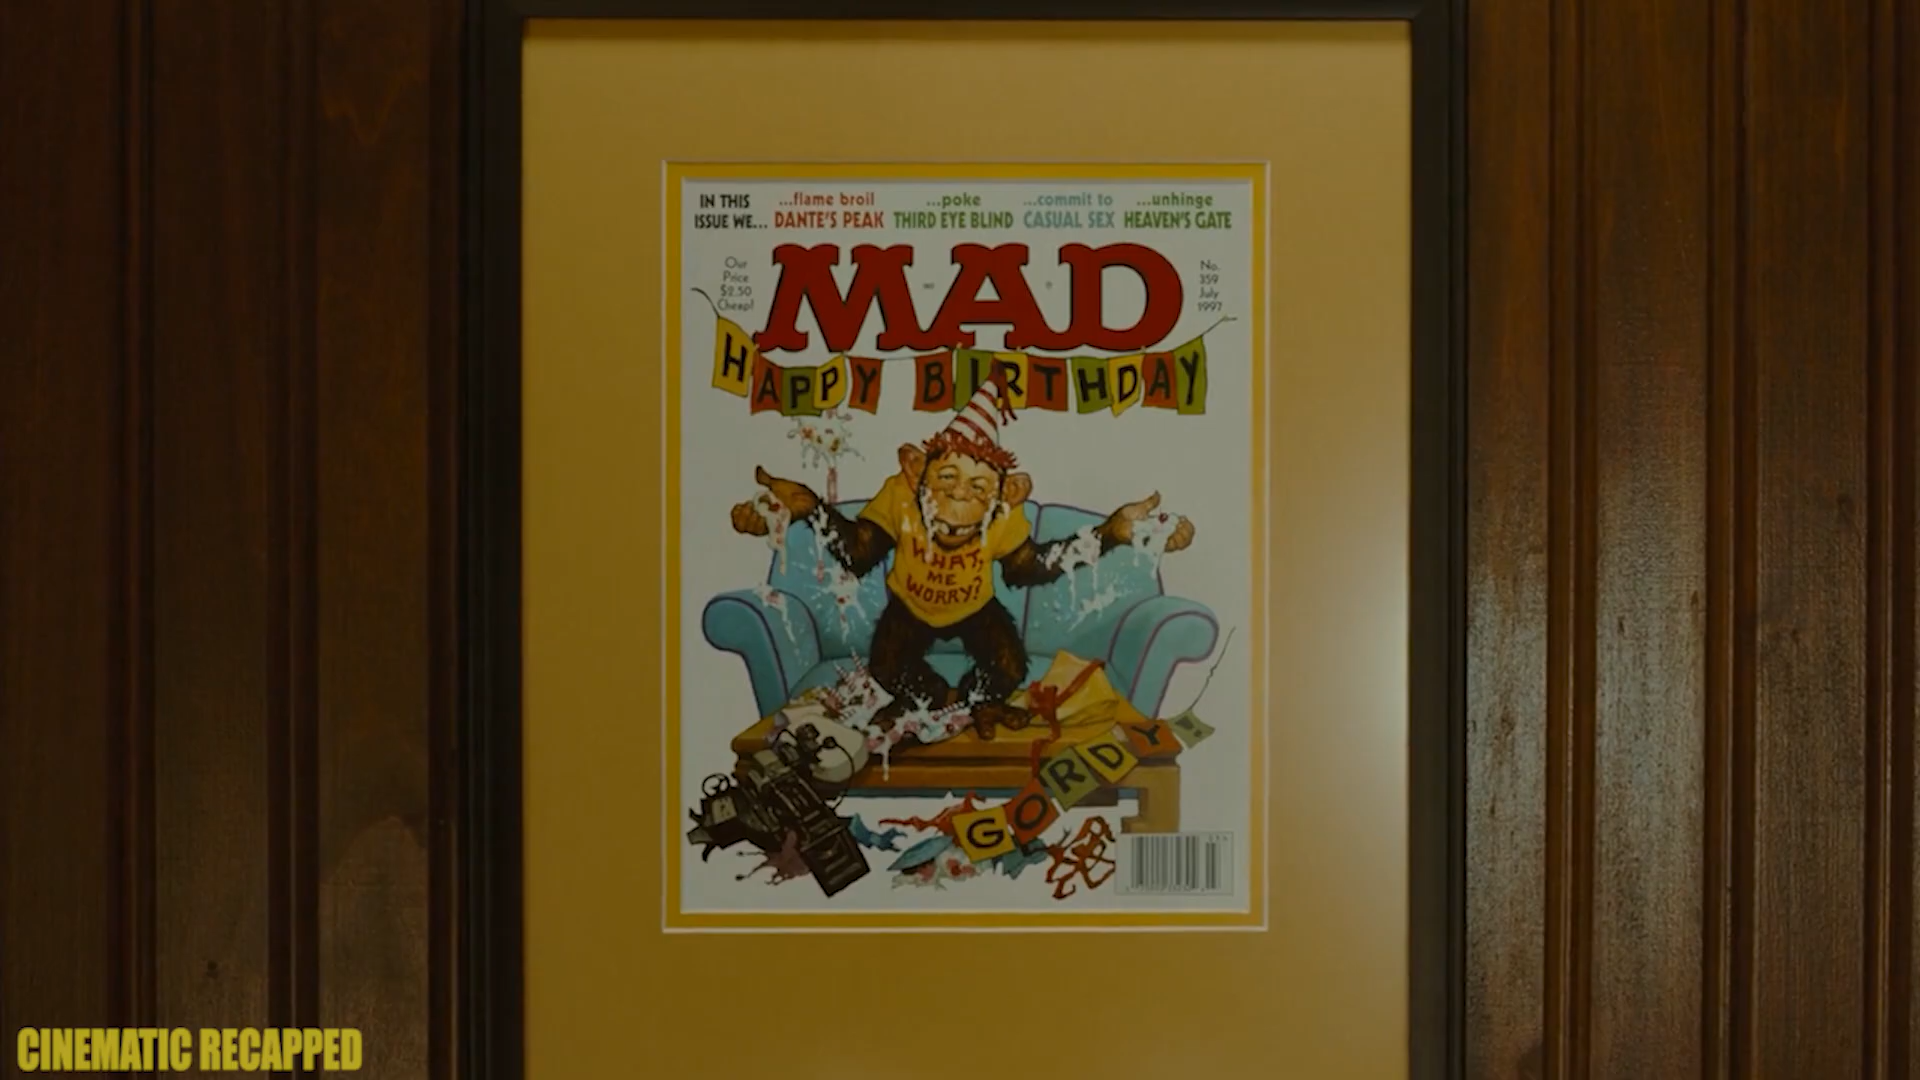 IN THIS ...flame broil ...poke ...commit to ...unhinge
ISSUE WE... DANTE'S PEAK THIRD EYE BLIND CASUAL SEX HEAVEN'S GATE
Our
Price
$2.50
Cheap!
MAD
No.
359
July
1997
HAPPY BIRTHDAY
WHAT,
ME
WORRY?
GORDY!
CINEMATIC RECAPPED